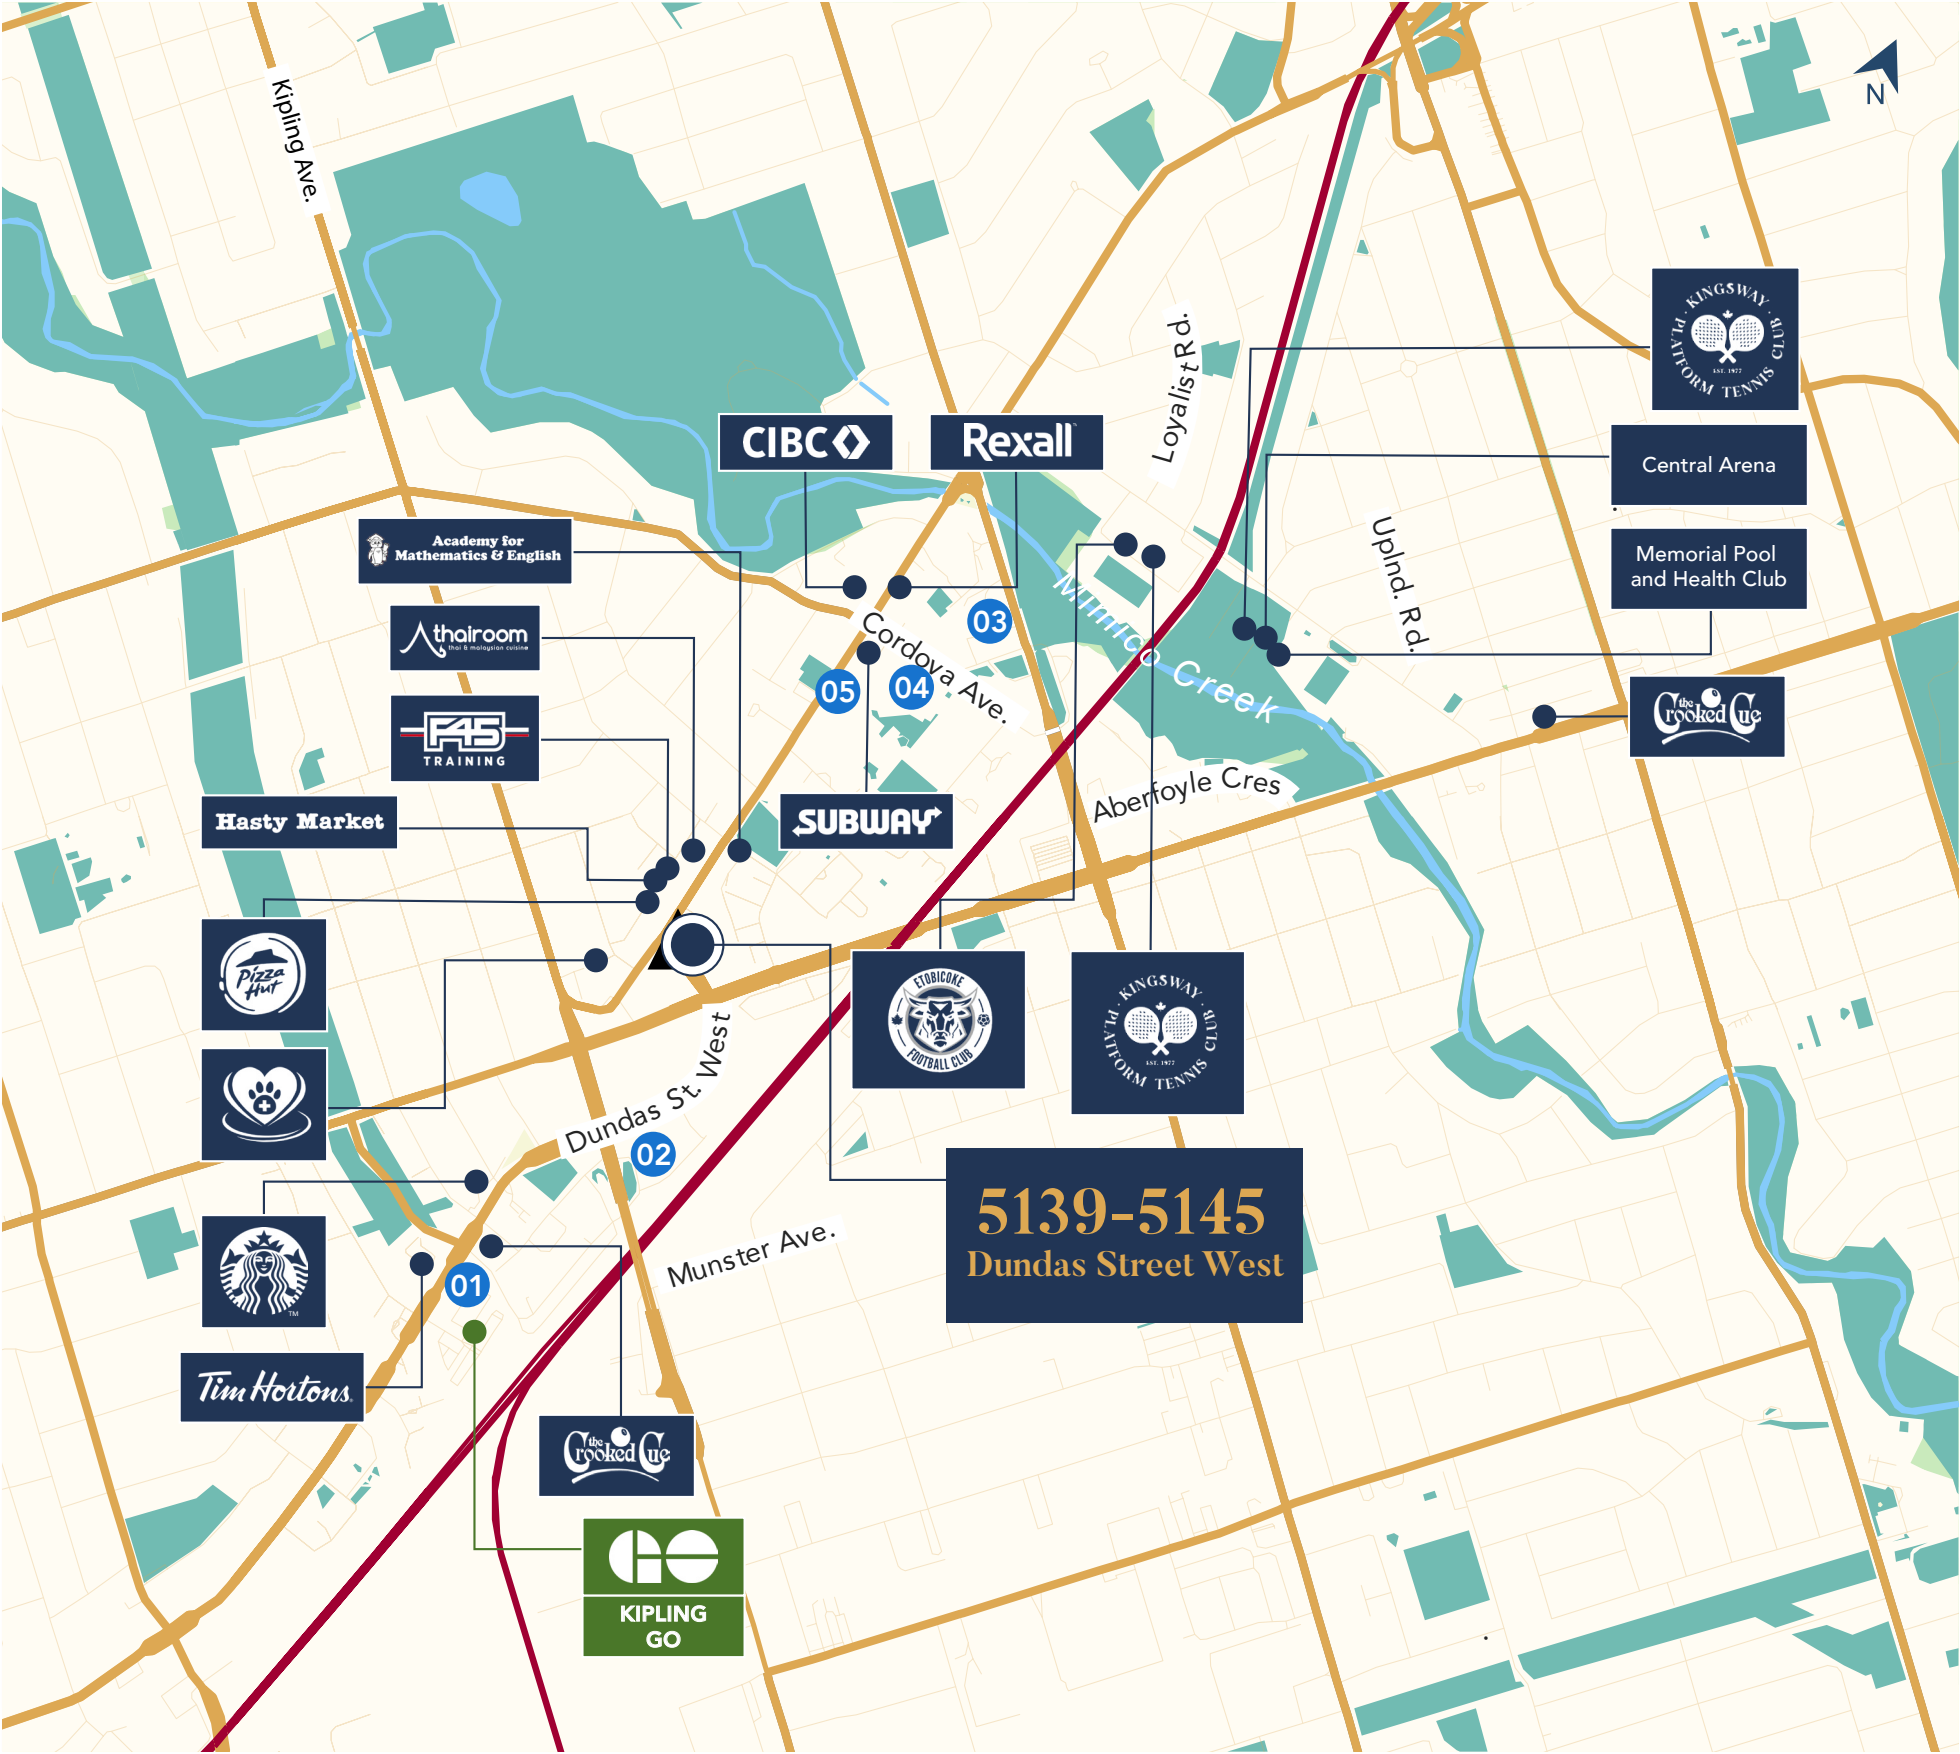 Kipling Ave.
N
KINGSWAY
PLATFORM TENNIS CLUB
EST. 1977
Loyalist Rd.
CIBC
Rexall
Central Arena
Academy for
Mathematics & English
Uplnd. Rd.
Memorial Pool
and Health Club
Mimico Creek
thairoom
thai & malaysian cuisine
03
Cordova Ave.
05
04
the
Crooked Cue
F45
TRAINING
Aberfoyle Cres
Hasty Market
SUBWAY
Pizza
Hut
ETOBICOKE
FOOTBALL CLUB
KINGSWAY
PLATFORM TENNIS CLUB
EST. 1977
Dundas St. West
02
5139-5145
Dundas Street West
Munster Ave.
01
TM
Tim Hortons
the
Crooked Cue
GO
KIPLING
GO